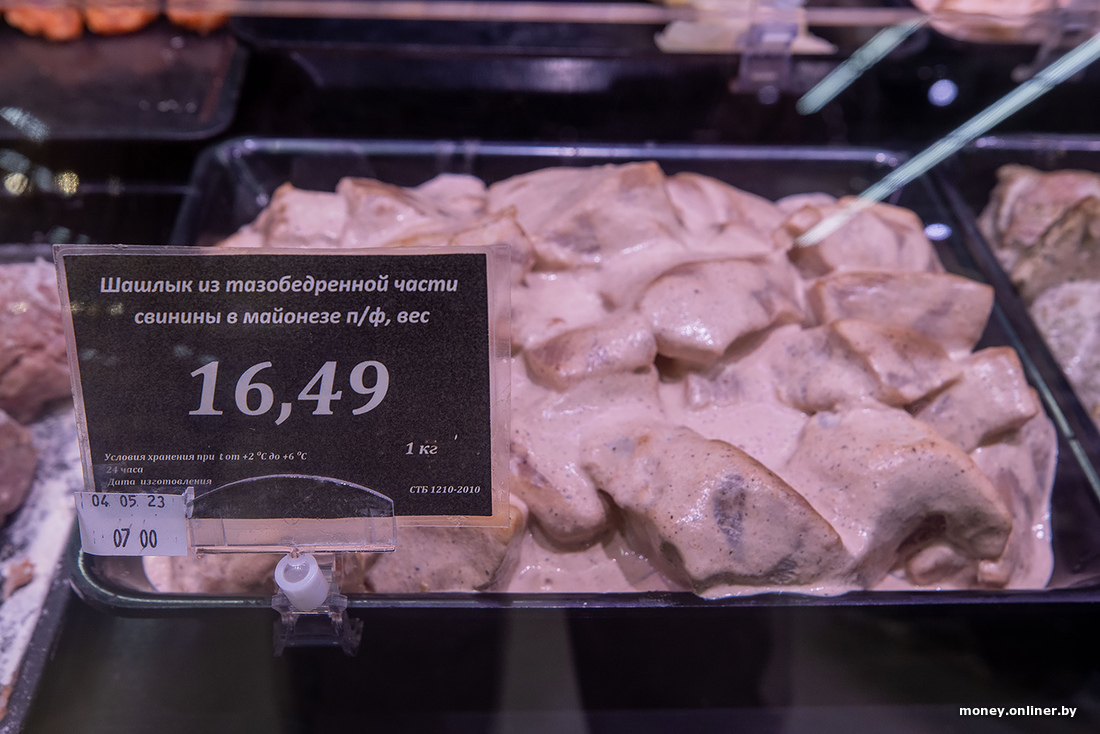 Шашлык из тазобедренной части
свинины в майонезе п/ф, вес
16,49
1 кг
Условия хранения при t от +2 °С до +6 °С
24 часа
Дата изготовления
СТБ 1210-2010
04 05 23
07 00
money.onliner.by